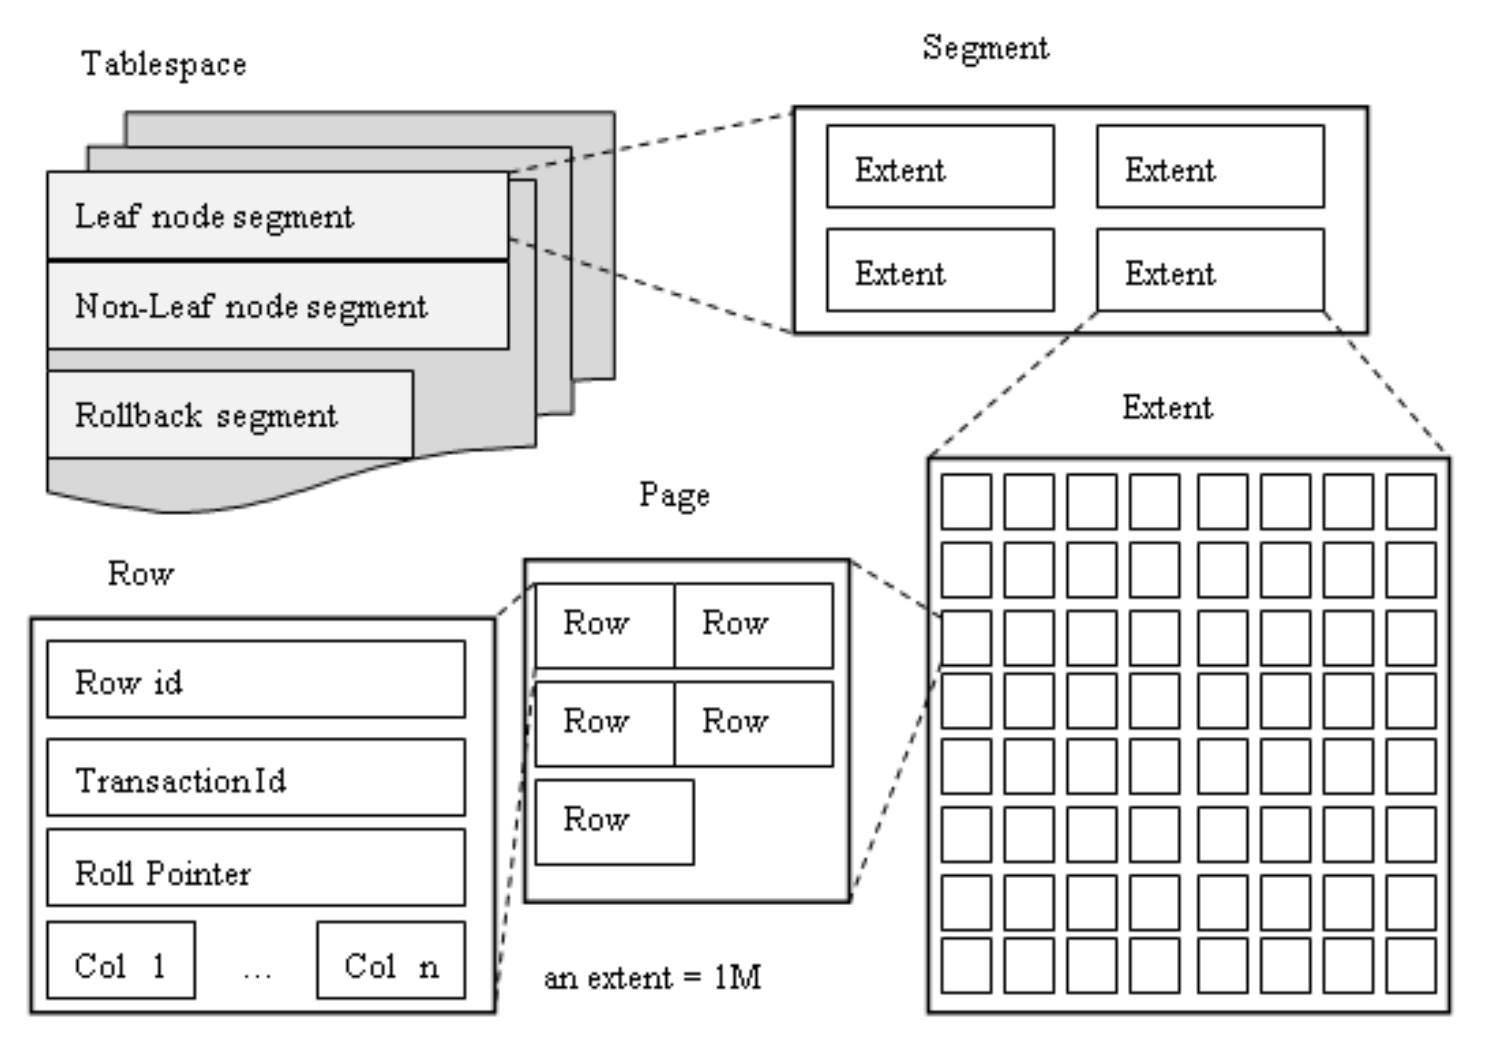 Tablespace
Leaf node segment
Non-Leaf node segment
Rollback segment
Segment
Extent
Extent
Extent
Extent
Extent
Page
Row
Row
Row
Row
Row
Row
Row id
TransactionId
Roll Pointer
Col 1
...
Col n
an extent = 1M